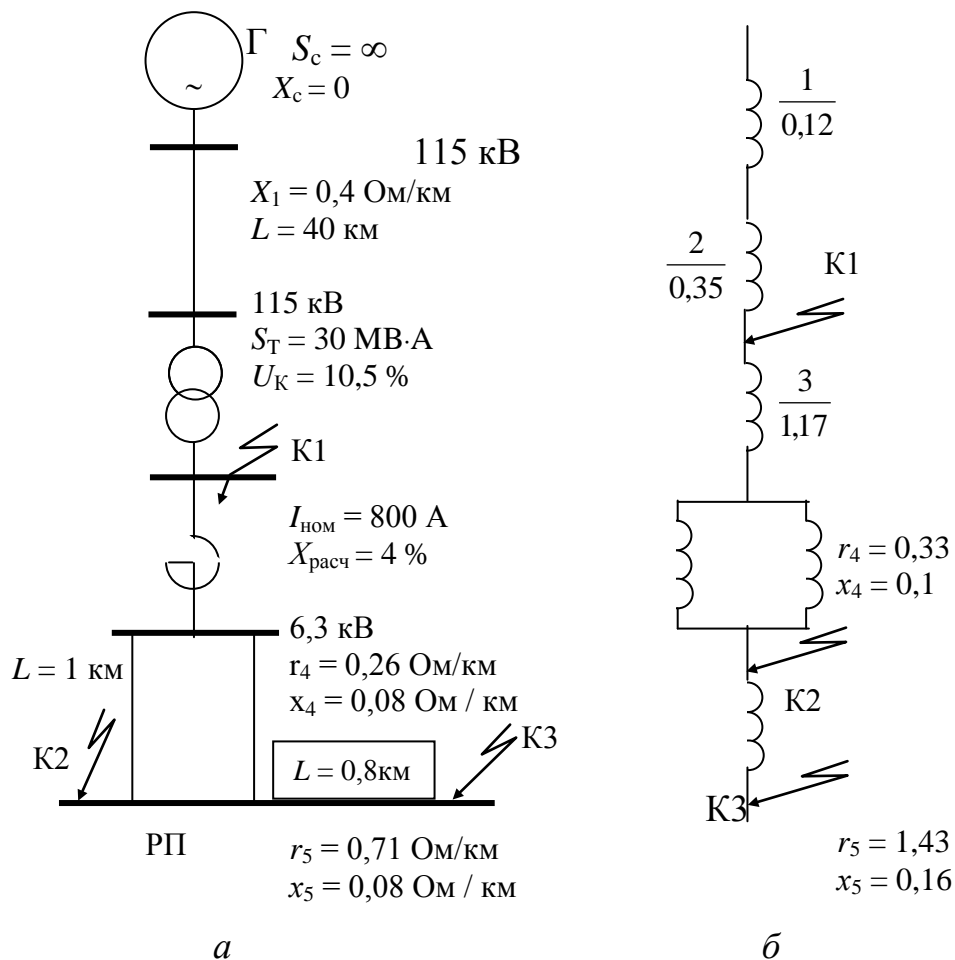 Г
S_c = ∞
X_c = 0
~
115 кВ
X_1 = 0,4 Ом/км
L = 40 км
115 кВ
S_T = 30 МВ·А
U_К = 10,5 %
К1
I_ном = 800 А
X_расч = 4 %
6,3 кВ
L = 1 км
r_4 = 0,26 Ом/км
x_4 = 0,08 Ом / км
К2
К3
L = 0,8км
РП
r_5 = 0,71 Ом/км
x_5 = 0,08 Ом / км
а
1
0,12
2
0,35
К1
3
1,17
r_4 = 0,33
x_4 = 0,1
К2
К3
r_5 = 1,43
x_5 = 0,16
б